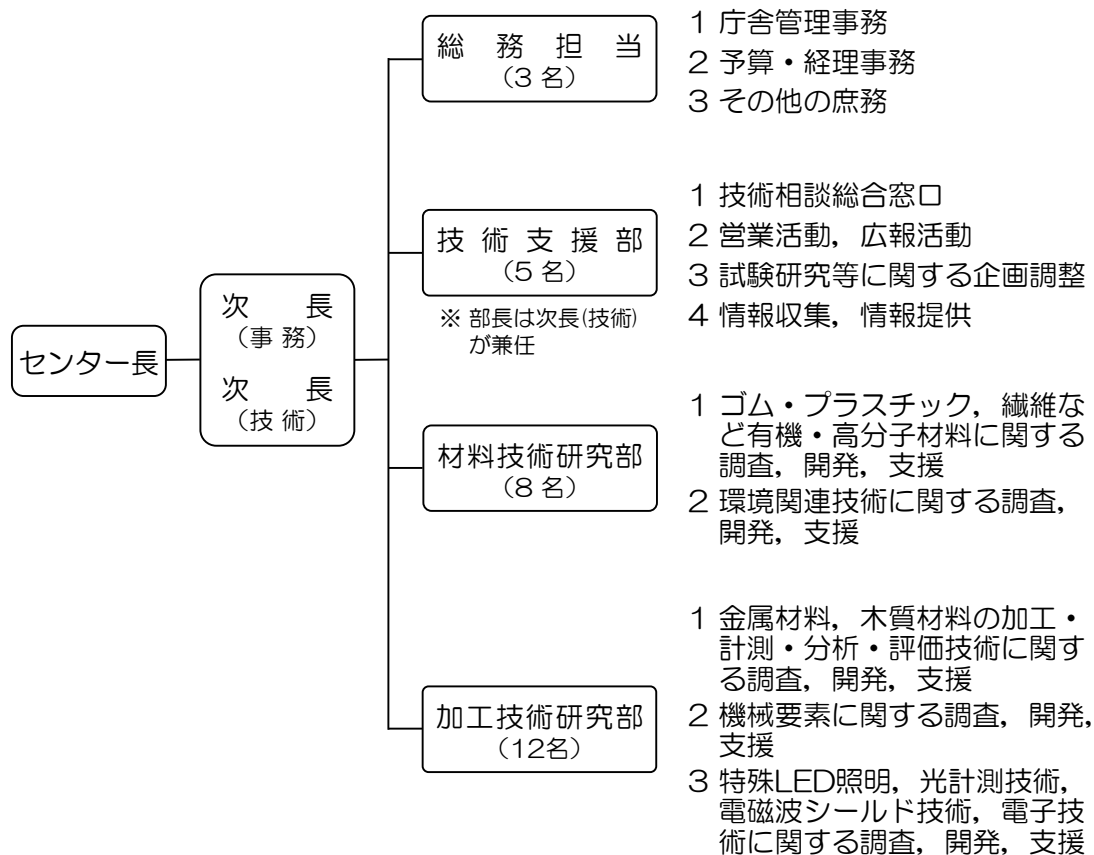 センター長
次 長
（事 務）
次 長
（技 術）
総 務 担 当
（3 名）
1 庁舎管理事務
2 予算・経理事務
3 その他の庶務
技 術 支 援 部
（5 名）
※ 部長は次長(技術)
が兼任
1 技術相談総合窓口
2 営業活動，広報活動
3 試験研究等に関する企画調整
4 情報収集，情報提供
材料技術研究部
（8 名）
1 ゴム・プラスチック，繊維な
ど有機・高分子材料に関する
調査，開発，支援
2 環境関連技術に関する調査，
開発，支援
加工技術研究部
（12名）
1 金属材料，木質材料の加工・
計測・分析・評価技術に関す
る調査，開発，支援
2 機械要素に関する調査，開発，
支援
3 特殊LED照明，光計測技術，
電磁波シールド技術，電子技
術に関する調査，開発，支援